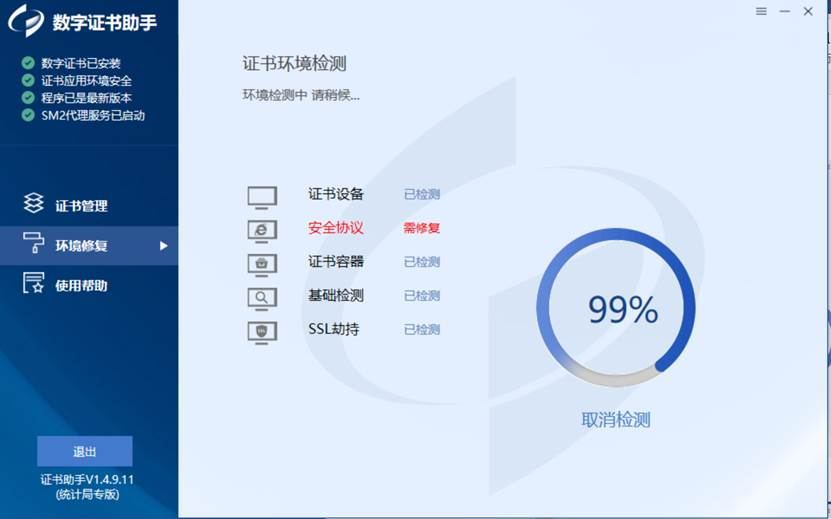 数字证书助手
数字证书已安装
证书应用环境安全
程序已是最新版本
SM2代理服务已启动
证书管理
环境修复
使用帮助
退出
证书助手V1.4.9.11
(统计局专版)
证书环境检测
环境检测中 请稍候...
证书设备 已检测
安全协议 需修复
证书容器 已检测
基础检测 已检测
SSL劫持 已检测
99%
取消检测